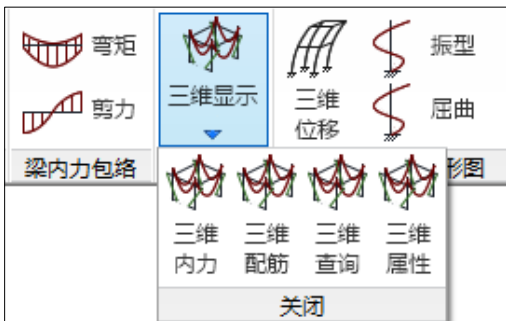 弯矩
剪力
梁内力包络
三维显示
三维
位移
振型
屈曲
形图
三维
内力
三维
配筋
三维
查询
三维
属性
关闭